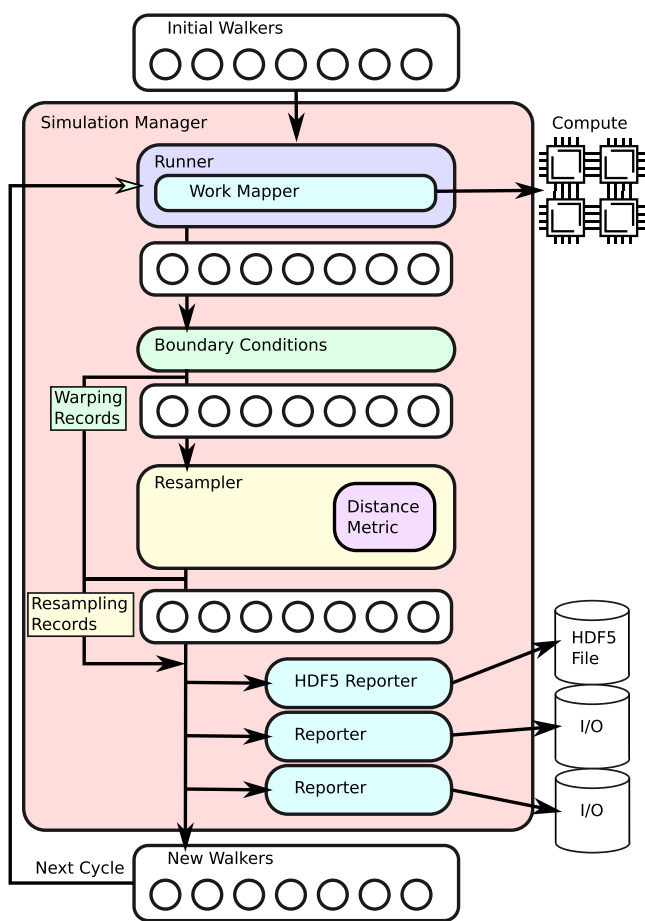 Initial Walkers
Simulation Manager
Compute
Runner
Work Mapper
Boundary Conditions
Warping
Records
Resampler
Distance
Metric
Resampling
Records
HDF5
File
HDF5 Reporter
Reporter
I/O
Reporter
I/O
New Walkers
Next Cycle